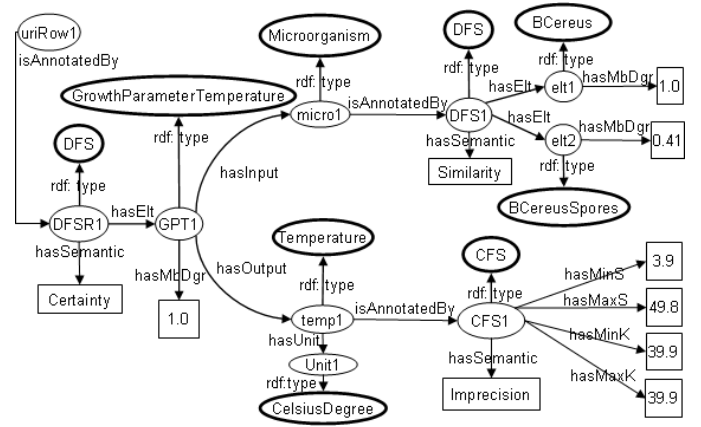 uriRow1
isAnnotatedBy
DFS
rdf: type
DFSR1
hasSemantic
Certainty
hasElt
GrowthParameterTemperature
rdf: type
GPT1
hasMbDgr
1.0
hasInput
hasOutput
Microorganism
rdf: type
micro1
isAnnotatedBy
DFS
rdf: type
DFS1
hasSemantic
Similarity
hasElt
hasElt
BCereus
rdf: type
elt1
hasMbDgr
1.0
elt2
hasMbDgr
0.41
rdf: type
BCereusSpores
Temperature
rdf: type
temp1
hasUnit
Unit1
rdf:type
CelsiusDegree
isAnnotatedBy
CFS
rdf: type
CFS1
hasSemantic
Imprecision
hasMinS
3.9
hasMaxS
49.8
hasMinK
39.9
hasMaxK
39.9